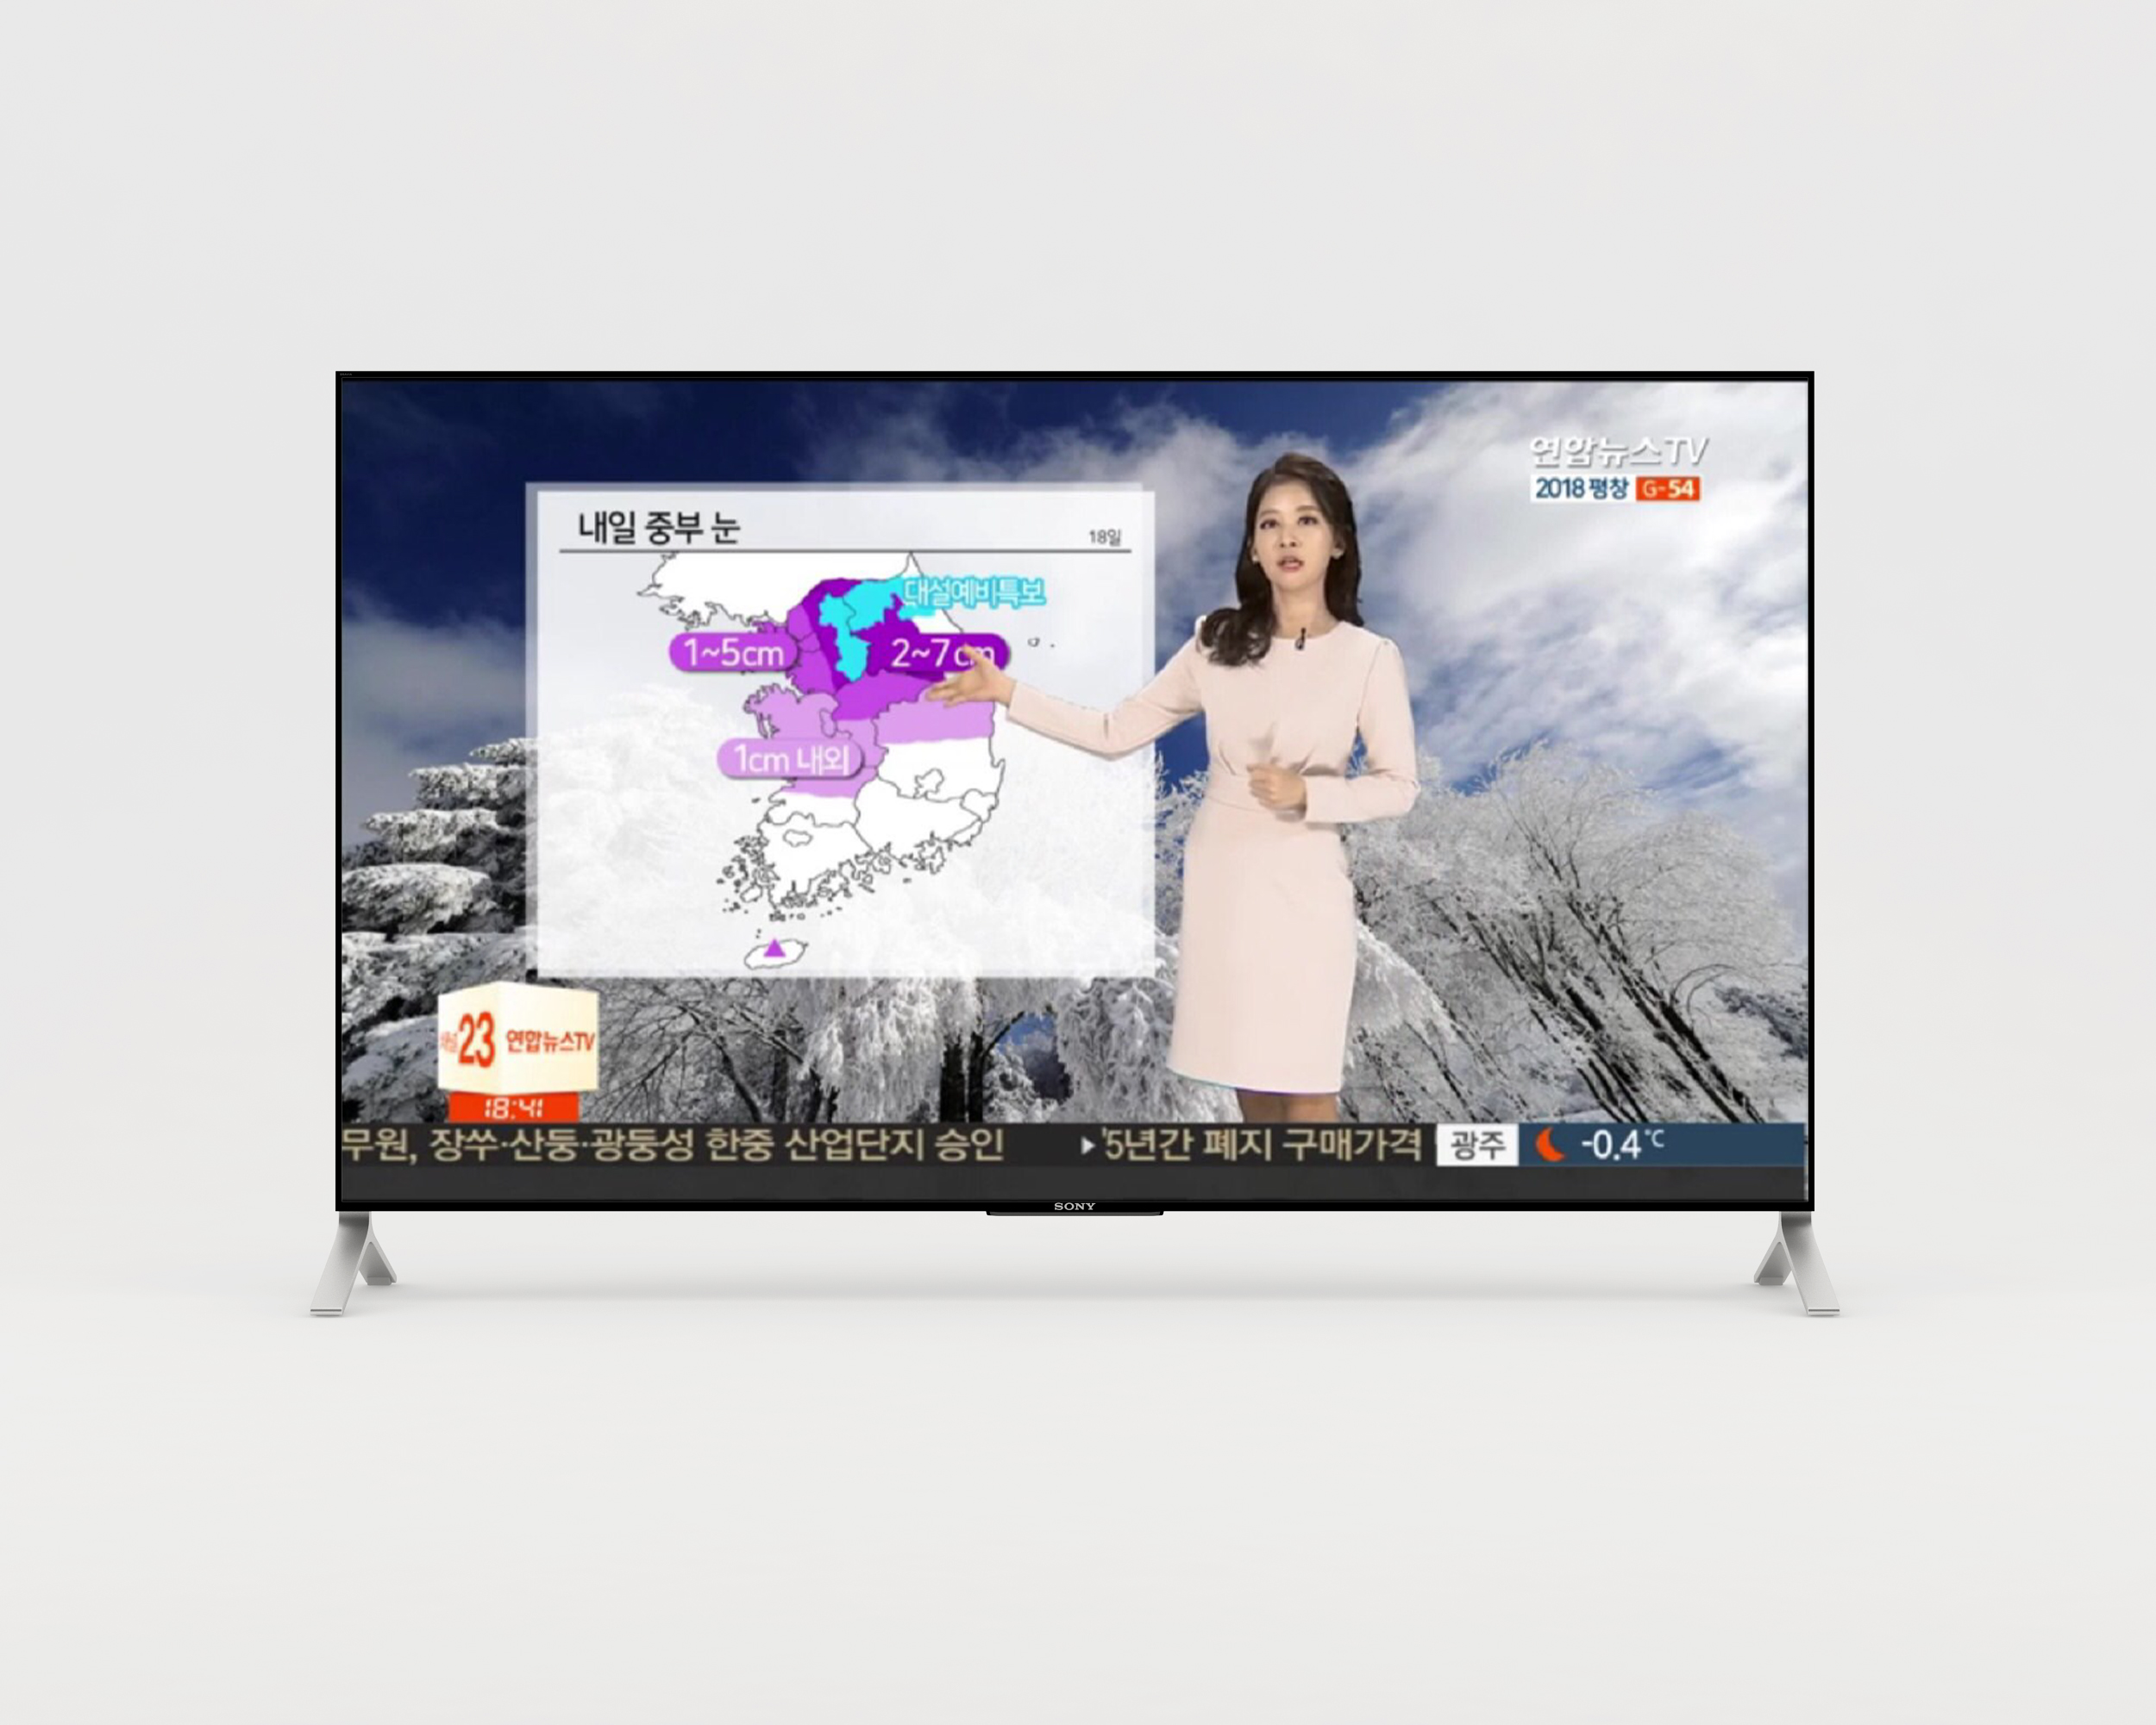 연합뉴스TV
2018 평창 G-54
내일 중부 눈
18일
대설예비특보
1~5cm
2~7cm
1cm 내외
23 연합뉴스TV
18:41
무원, 장쑤·산둥·광둥성 한중 산업단지 승인 ▶'5년간 폐지 구매가격 광주 -0.4℃
SONY